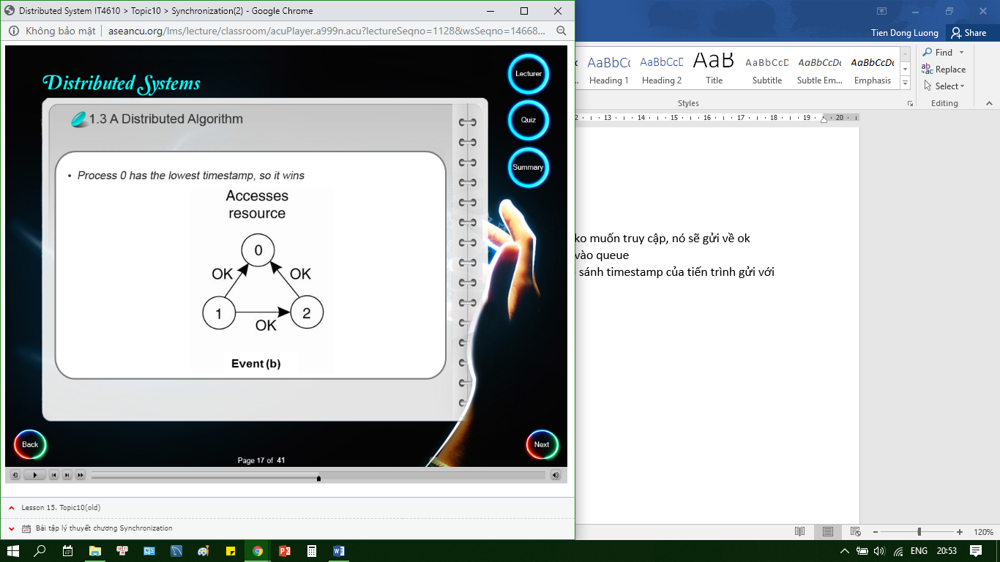 Distributed System IT4610 > Topic10 > Synchronization(2) - Google Chrome
Không bảo mật | aseancu.org/lms/lecture/classroom/acuPlayer.a999n.acu?lectureSeqno=1128&wsSeqno=14668...
Distributed Systems
Lecturer
Quiz
Summary
1.3 A Distributed Algorithm
• Process 0 has the lowest timestamp, so it wins
Accesses
resource
0
OK
OK
1
2
OK
Event (b)
Back
Next
Page 17 of 41
Lesson 15. Topic10(old)
Bài tập lý thuyết chương Synchronization
Tien Dong Luong
Share
AaBbCc AaBbCcD AaB AaBbCcD AaBbCcDc AaBbCcDc
Heading 1 Heading 2 Title Subtitle Subtle Em... Emphasis
Styles
Find
Replace
Select
Editing
13 14 15 16 17 18 19 20
ko muốn truy cập, nó sẽ gửi về ok
vào queue
sánh timestamp của tiến trình gửi với
120%
ENG 20:53